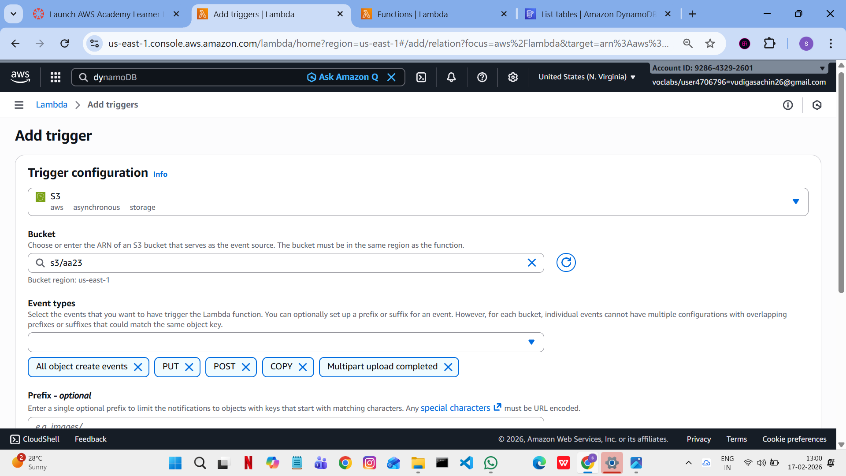 Launch AWS Academy Learner
Add triggers | Lambda
Functions | Lambda
List tables | Amazon DynamoDB
us-east-1.console.aws.amazon.com/lambda/home?region=us-east-1#/add/relation?focus=aws%2Flambda&target=arn%3Aaws%3...
S
aws
dynamoDB
Ask Amazon Q
United States (N. Virginia)
Account ID: 9286-4329-2601
voclabs/user4706796=vudigasachin26@gmail.com
Lambda
Add triggers
Add trigger
Trigger configuration Info
S3
aws asynchronous storage
Bucket
Choose or enter the ARN of an S3 bucket that serves as the event source. The bucket must be in the same region as the function.
s3/aa23
Bucket region: us-east-1
Event types
Select the events that you want to have trigger the Lambda function. You can optionally set up a prefix or suffix for an event. However, for each bucket, individual events cannot have multiple configurations with overlapping
prefixes or suffixes that could match the same object key.
All object create events
PUT
POST
COPY
Multipart upload completed
Prefix - optional
Enter a single optional prefix to limit the notifications to objects with keys that start with matching characters. Any special characters must be URL encoded.
e.g. images/
CloudShell
Feedback
© 2026, Amazon Web Services, Inc. or its affiliates.
Privacy
Terms
Cookie preferences
2
28°C
Sunny
ENG
IN
13:00
17-02-2026